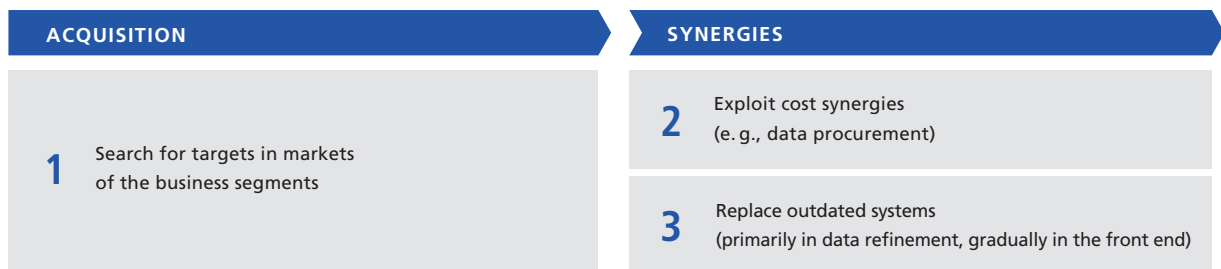 ACQUISITION
1
Search for targets in markets
of the business segments
SYNERGIES
2
Exploit cost synergies
(e. g., data procurement)
3
Replace outdated systems
(primarily in data refinement, gradually in the front end)